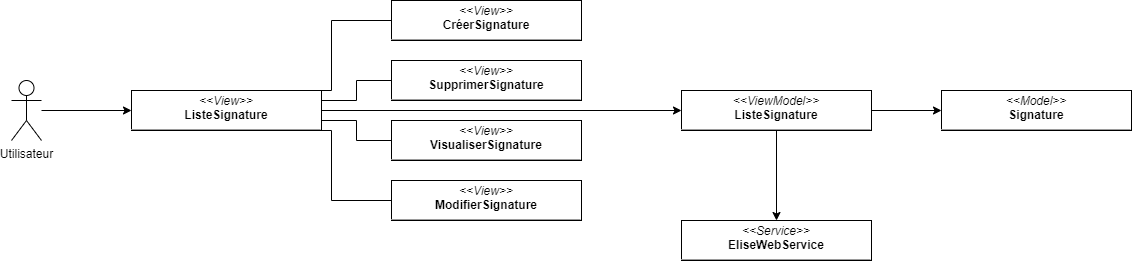 <<View>>
CréerSignature
<<View>>
SupprimerSignature
<<View>>
ListeSignature
<<ViewModel>>
ListeSignature
<<Model>>
Signature
<<View>>
VisualiserSignature
Utilisateur
<<View>>
ModifierSignature
<<Service>>
EliseWebService